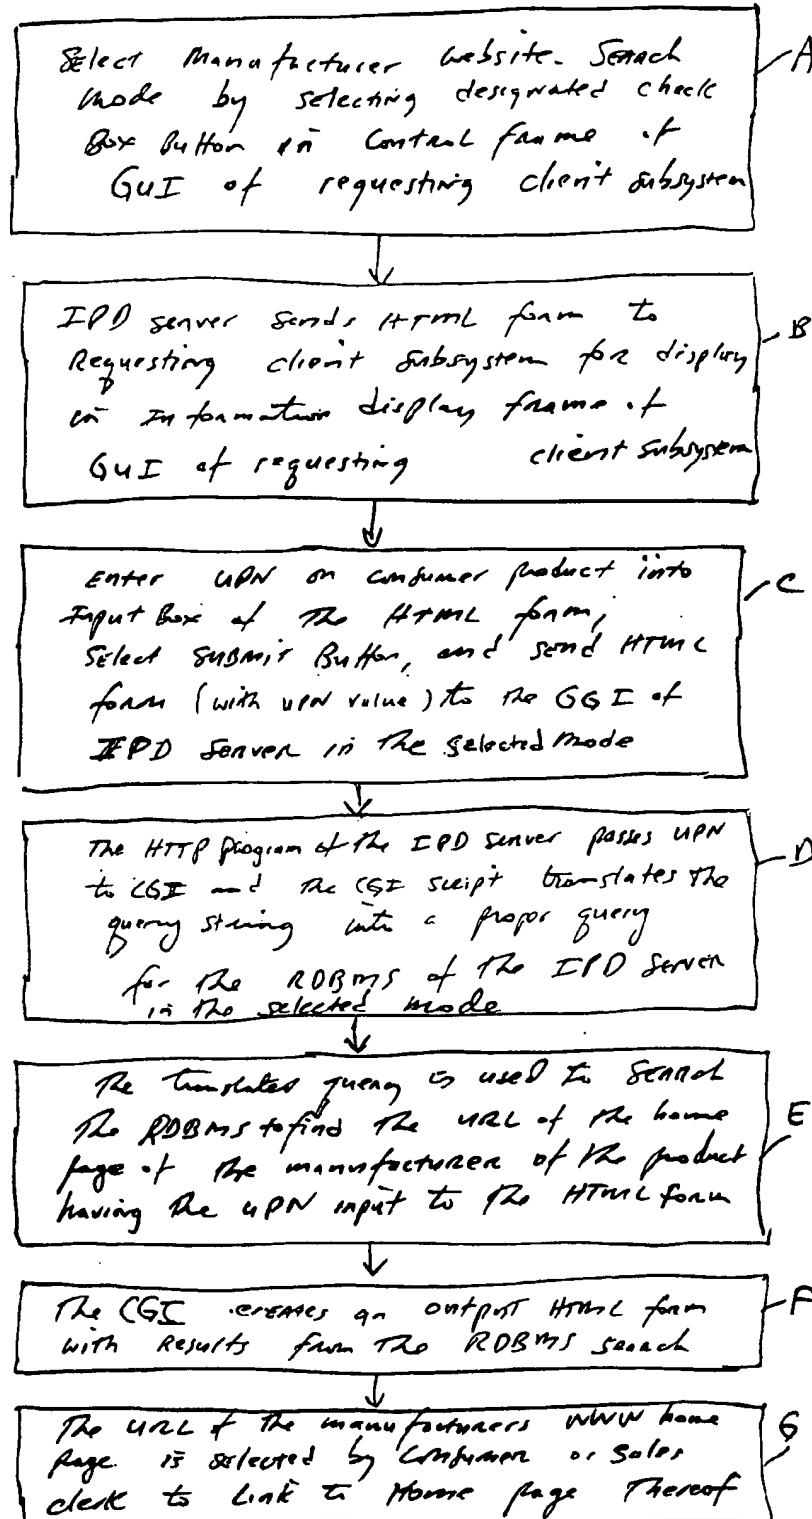 Select Manufacturer website Search
A
mode by selecting designated check
Box Button in Control frame of
GUI of requesting client subsystem
IPD server sends HTML form to
B
Requesting client subsystem for display
in Information display frame of
GUI of requesting client subsystem
Enter UPN on consumer product into
C
Input Box of the HTML form,
Select SUBMIT Button, and send HTML
form (with UPN value) to the GGI of
IPD Server in the selected mode
The HTTP program of the IPD server passes UPN
D
to CGI and the CGI script translates the
query string into a propor query
for the RDBMS of the IPD Server
in the selected mode
The translated query is used to search
The RDBMS to find the URL of the home
E
page of the manufacturer of the product
having the UPN input to the HTML form
The CGI creates an output HTML form
F
with Results from the RDBMS search
The URL of the manufacturers WWW home
G
page is selected by Consumer or Sales
clerk to Link to Home page Thereof